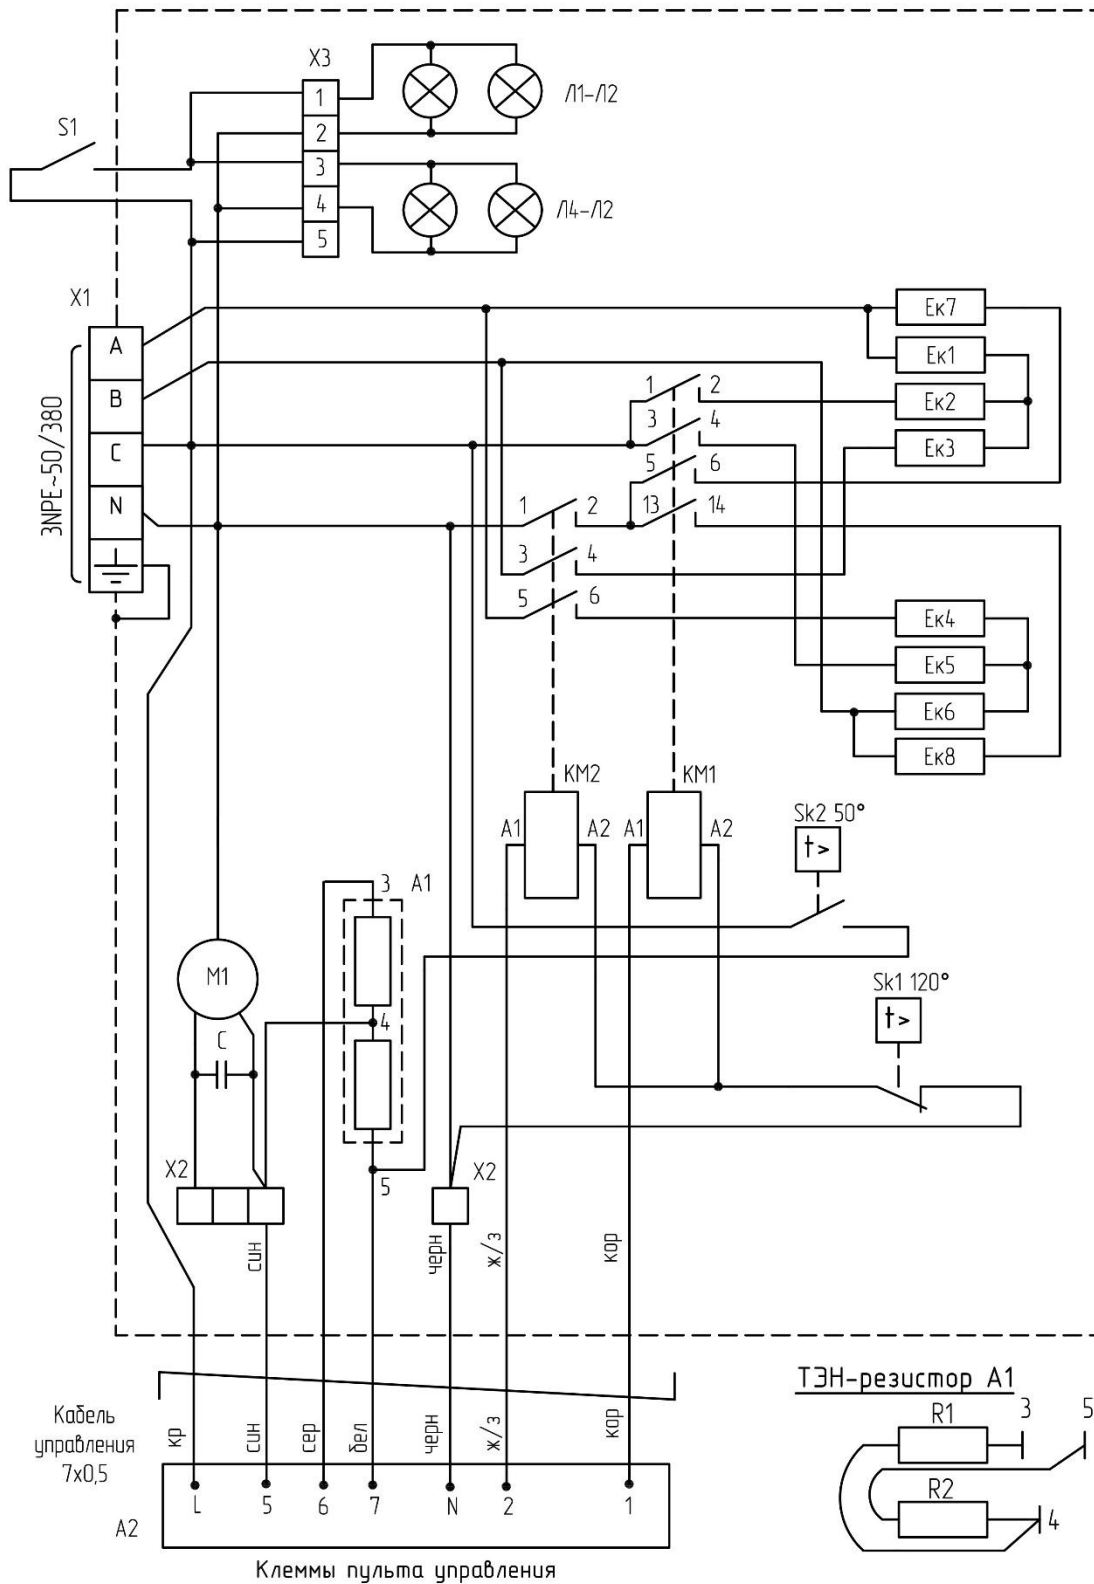 X3
1
2
3
4
5
Л1-Л2
Л4-Л2
S1
X1
A
B
C
N
3NPE~50/380
Ек7
Ек1
Ек2
Ек3
1
2
3
4
5
6
13
14
1
2
3
4
5
6
Ек4
Ек5
Ек6
Ек8
КМ2
КМ1
A1
A2
A1
A2
Sk2 50°
t>
Sk1 120°
t>
3
A1
4
5
M1
C
X2
X2
син
черн
ж/з
кор
Кабель
управления
7х0,5
кр
син
сер
бел
черн
ж/з
кор
L
5
6
7
N
2
1
A2
Клеммы пульта управления
ТЭН-резистор А1
R1
3
5
R2
4